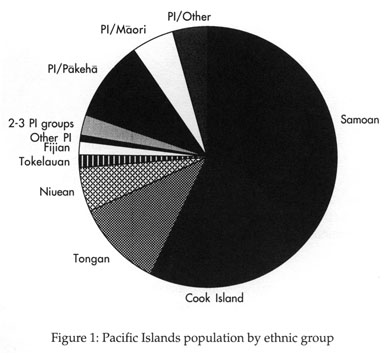 PI/Other
PI/Māori
PI/Pākehā
Samoan
2-3 PI groups
Other PI
Fijian
Tokelauan
Niuean
Tongan
Cook Island
Figure 1: Pacific Islands population by ethnic group